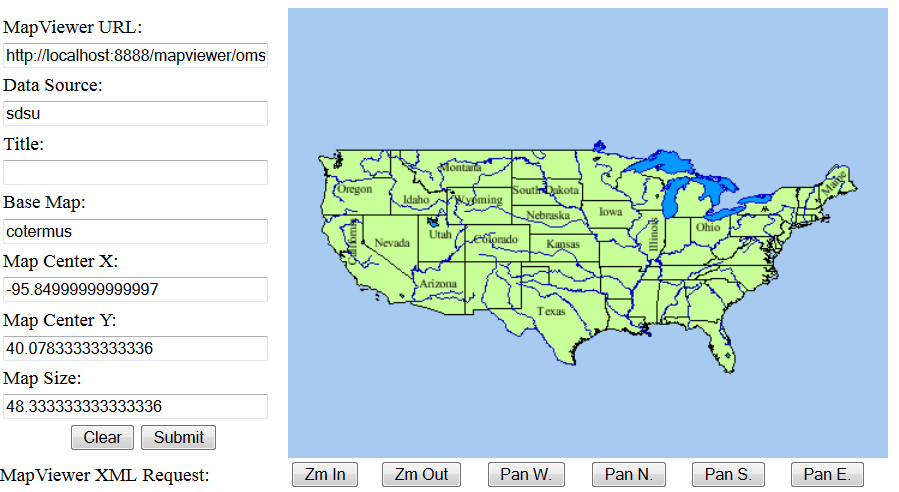 MapViewer URL:
http://localhost:8888/mapviewer/oms
Data Source:
sdsu
Title:
Base Map:
cotermus
Map Center X:
-95.84999999999997
Map Center Y:
40.07833333333336
Map Size:
48.333333333333336
Clear Submit
MapViewer XML Request:
Montana
Maine
Oregon
Idaho
Wyoming
South Dakota
Nebraska
Iowa
California
Nevada
Utah
Colorado
Kansas
Illinois
Ohio
Arizona
Texas
Zm In Zm Out Pan W. Pan N. Pan S. Pan E.